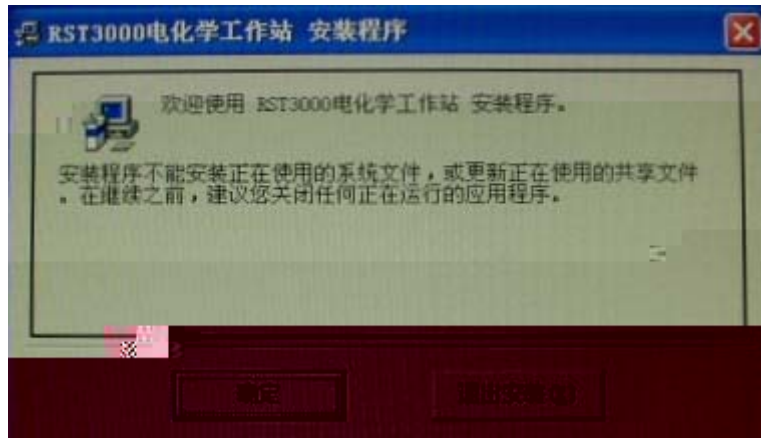 RST3000电化学工作站 安装程序
欢迎使用 RST3000电化学工作站 安装程序。
安装程序不能安装正在使用的系统文件，或更新正在使用的共享文件
。在继续之前，建议您关闭任何正在运行的应用程序。
确定
退出安装(X)